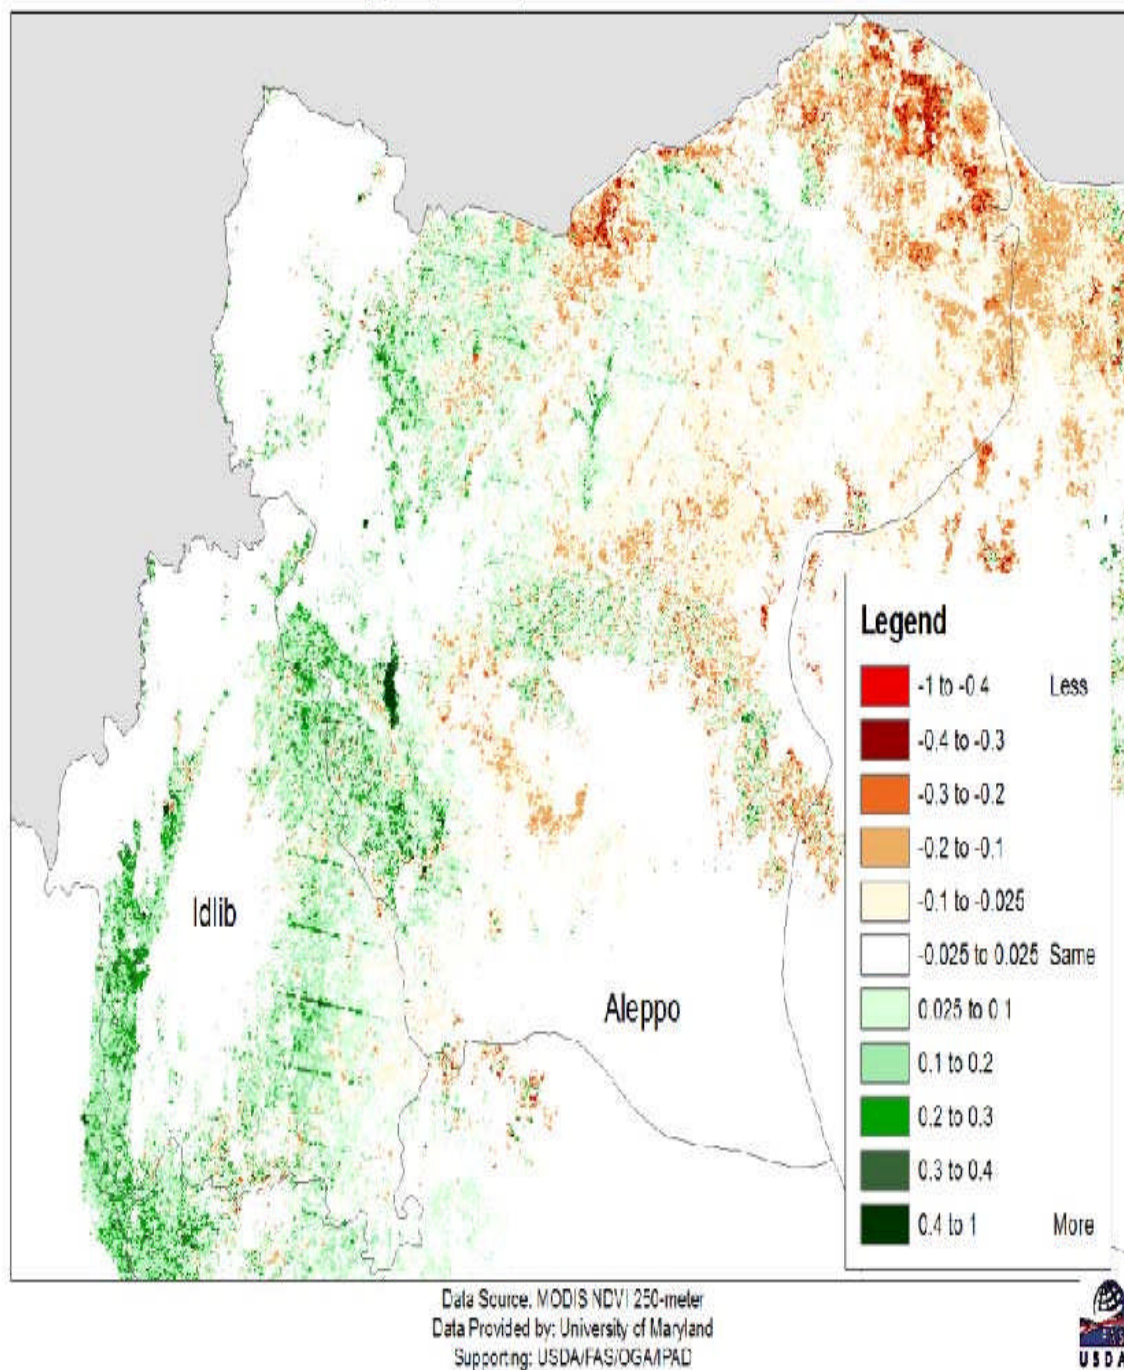 Idlib
Aleppo
Legend
-1 to -0.4 Less
-0.4 to -0.3
-0.3 to -0.2
-0.2 to -0.1
-0.1 to -0.025
-0.025 to 0.025 Same
0.025 to 0.1
0.1 to 0.2
0.2 to 0.3
0.3 to 0.4
0.4 to 1 More
Data Source: MODIS NDVI 250-meter
Data Provided by: University of Maryland
Supporting: USDA/FAS/OGA/IPAD
USDA